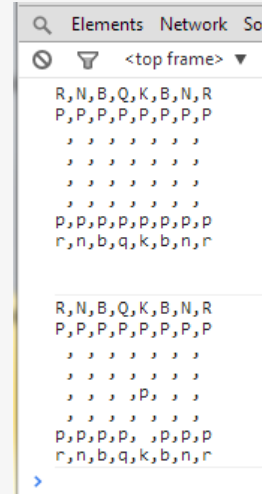 Elements Network So
<top frame> ▼
R,N,B,Q,K,B,N,R
P,P,P,P,P,P,P,P
 , , , , , , , 
 , , , , , , , 
 , , , , , , , 
 , , , , , , , 
p,p,p,p,p,p,p,p
r,n,b,q,k,b,n,r
R,N,B,Q,K,B,N,R
P,P,P,P,P,P,P,P
 , , , , , , , 
 , , , , , , , 
 , , , ,p, , , 
 , , , , , , , 
p,p,p,p, ,p,p,p
r,n,b,q,k,b,n,r
>